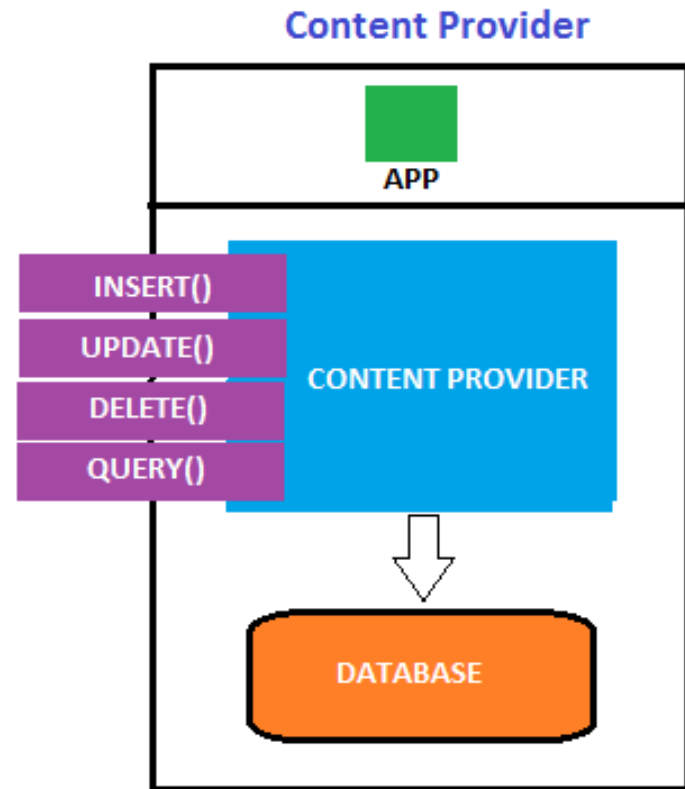 Content Provider
APP
INSERT()
UPDATE()
CONTENT PROVIDER
DELETE()
QUERY()
DATABASE